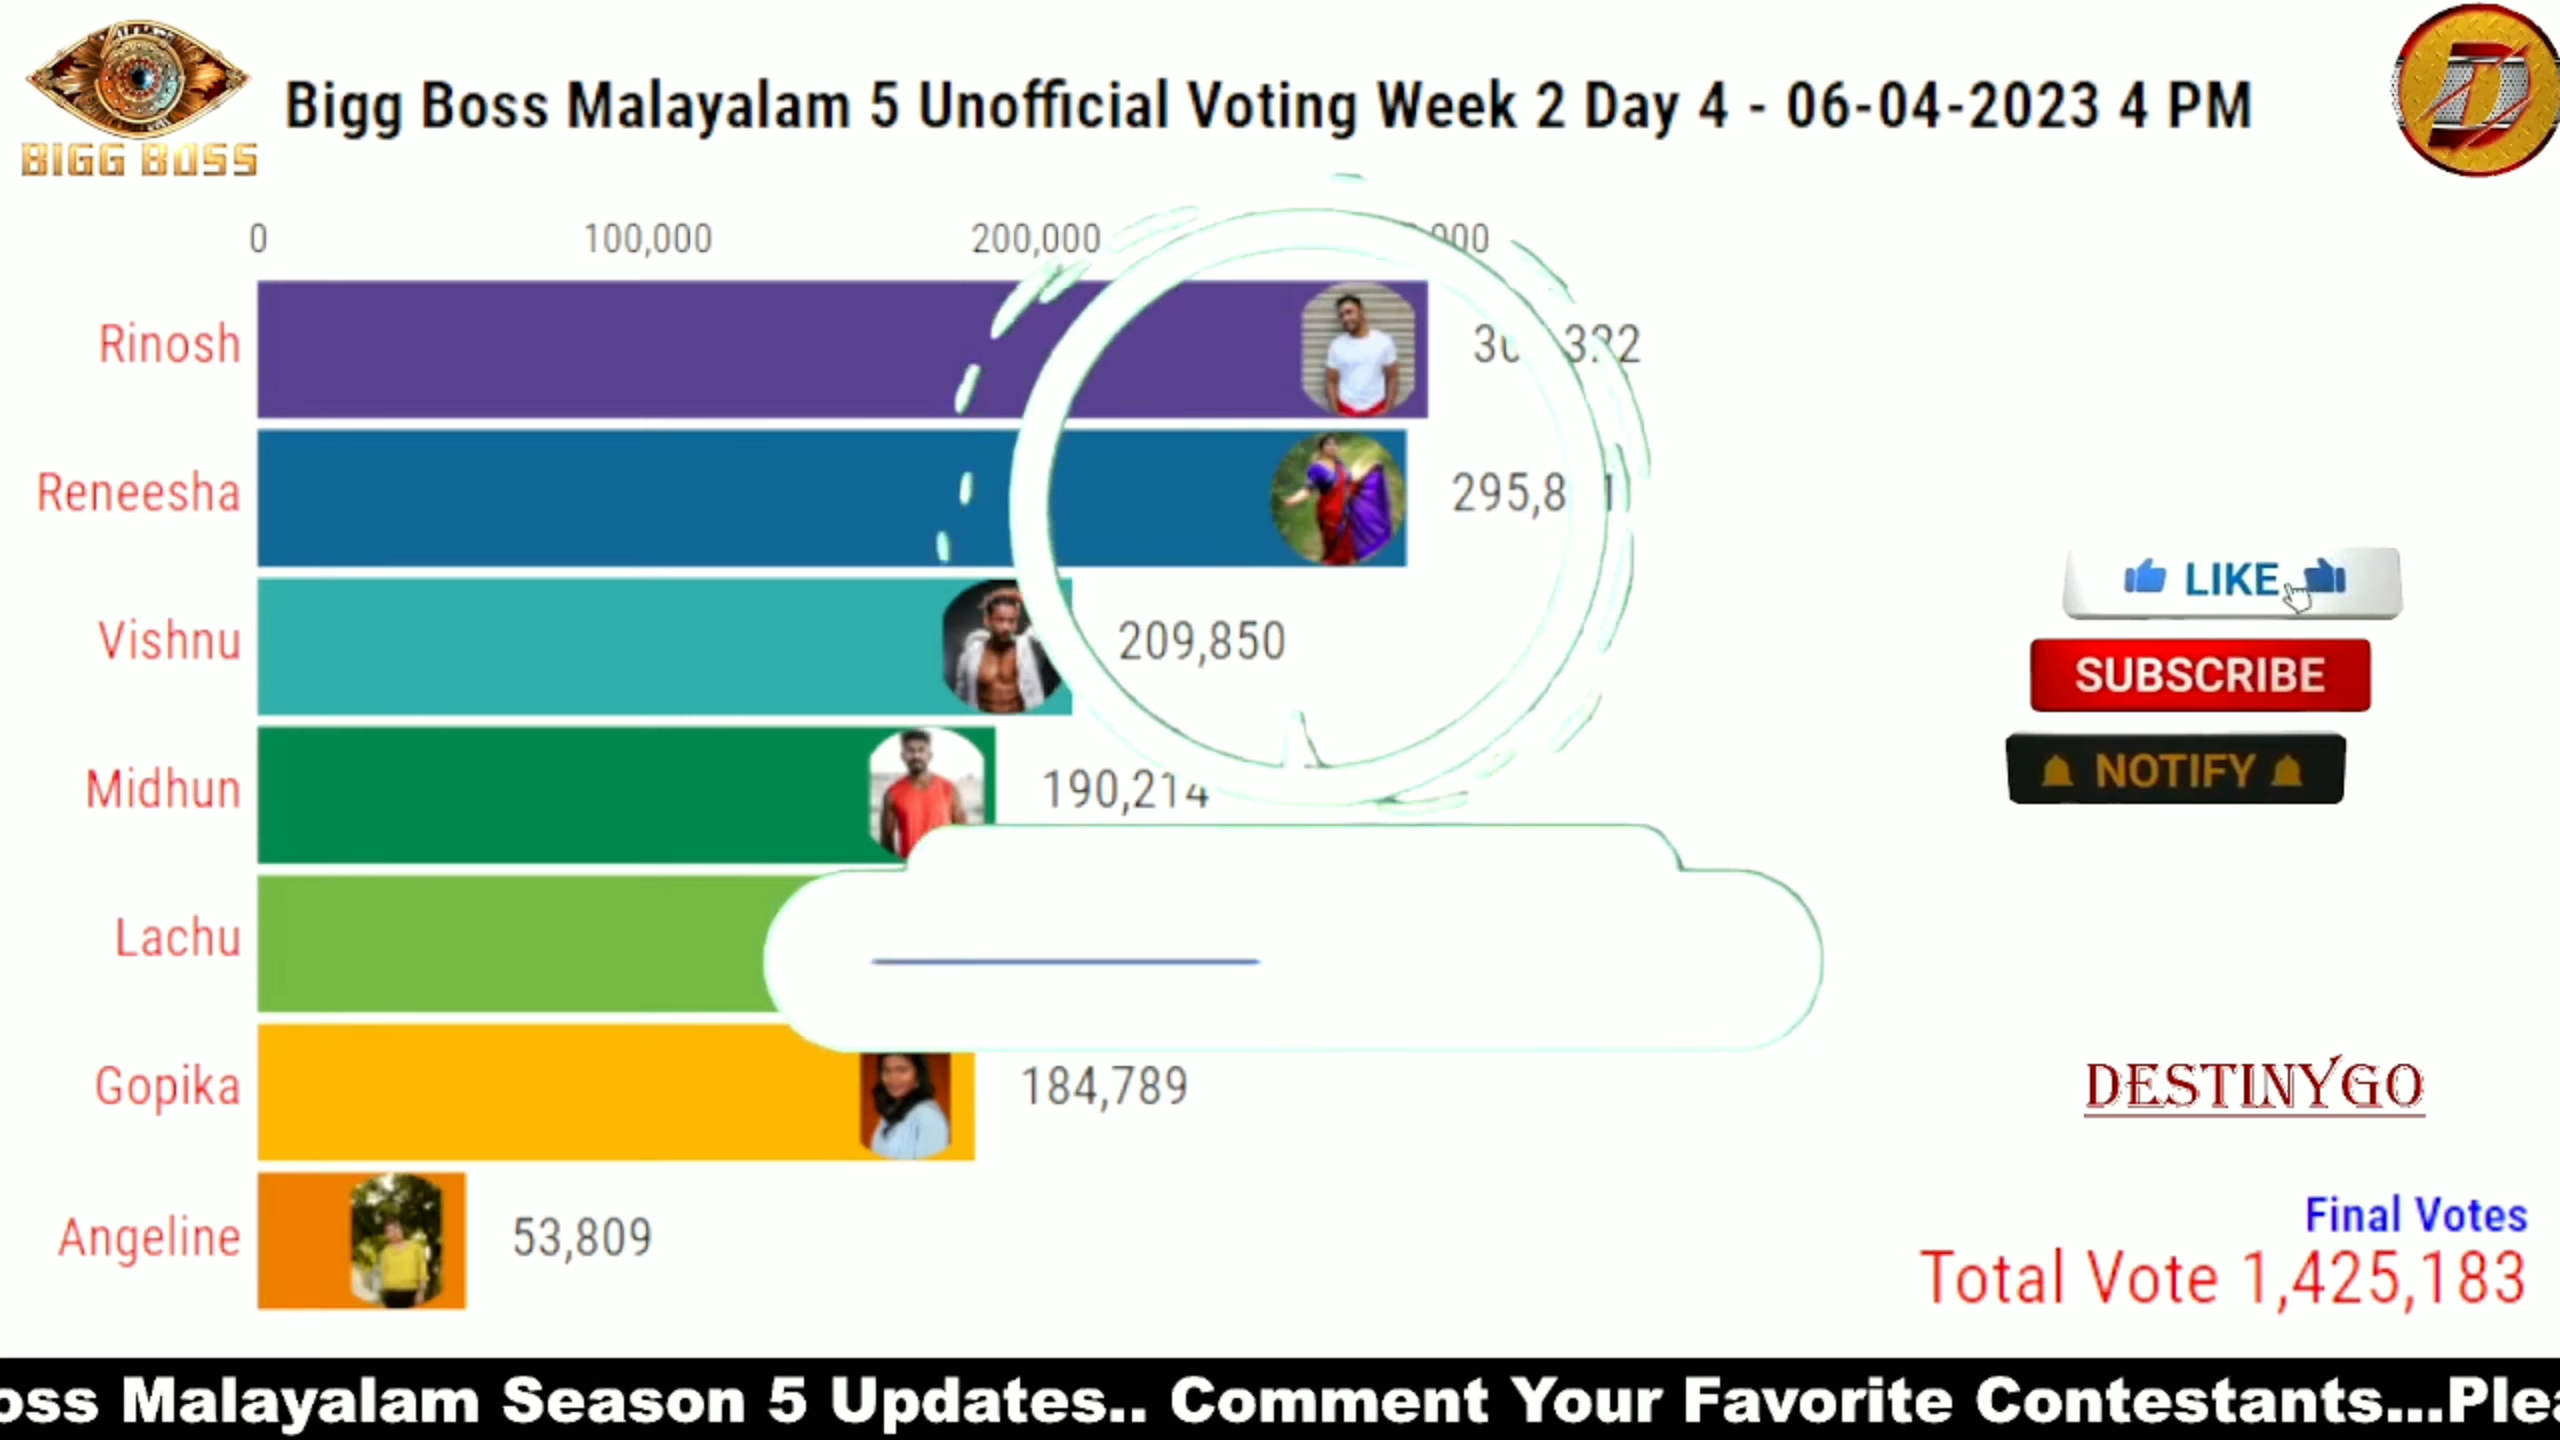 BIGG BOSS
Bigg Boss Malayalam 5 Unofficial Voting Week 2 Day 4 - 06-04-2023 4 PM
D
0 100,000 200,000
Rinosh
Reneesha
Vishnu 209,850
Midhun 190,214
Lachu
Gopika 184,789
Angeline 53,809
LIKE
SUBSCRIBE
NOTIFY
DESTINYGO
Final Votes
Total Vote 1,425,183
oss Malayalam Season 5 Updates.. Comment Your Favorite Contestants...Plea